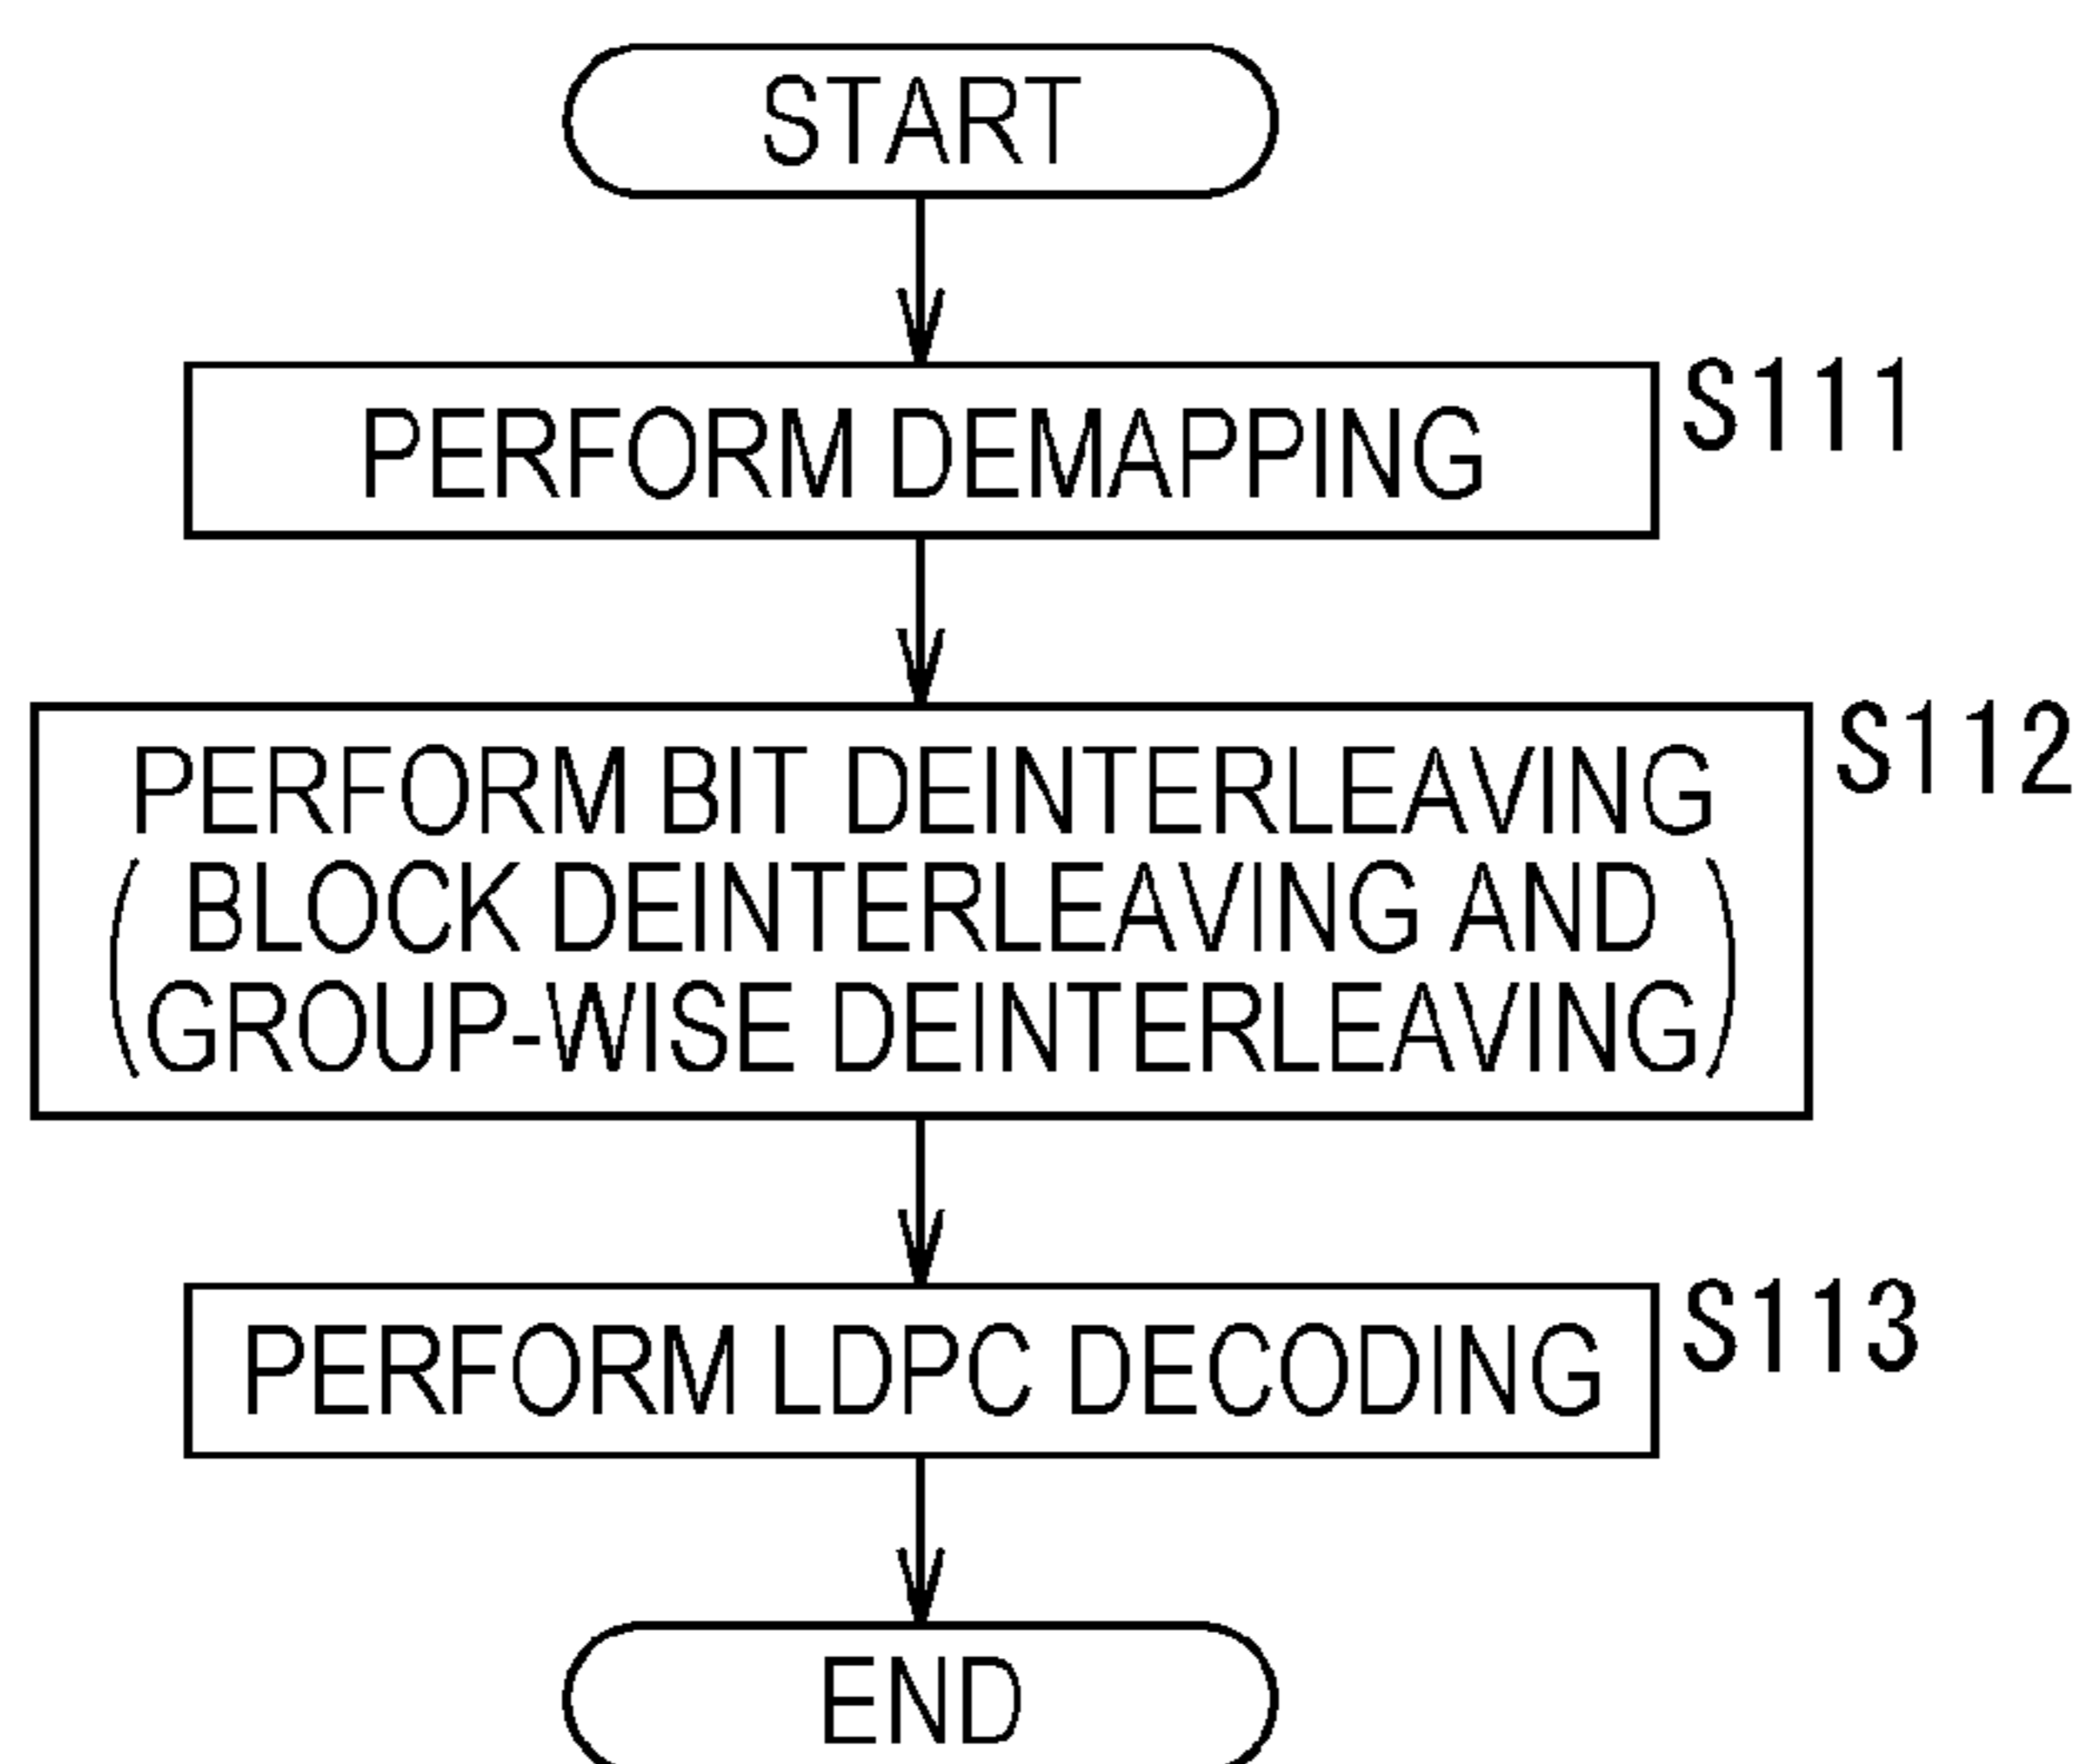 START
PERFORM DEMAPPING
S111
PERFORM BIT DEINTERLEAVING
(BLOCK DEINTERLEAVING AND
GROUP-WISE DEINTERLEAVING)
S112
PERFORM LDPC DECODING
S113
END